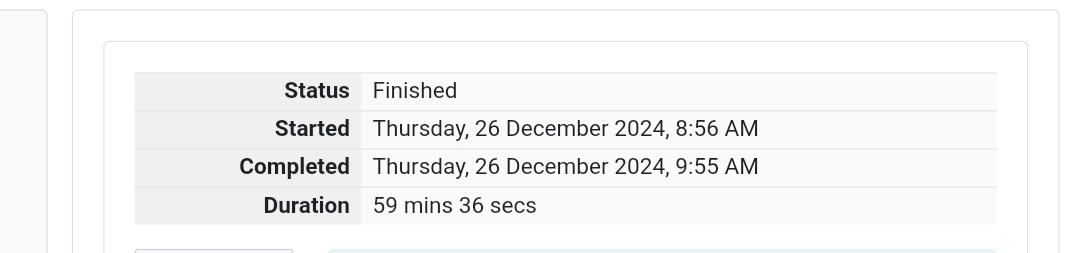 Status Finished
Started Thursday, 26 December 2024, 8:56 AM
Completed Thursday, 26 December 2024, 9:55 AM
Duration 59 mins 36 secs